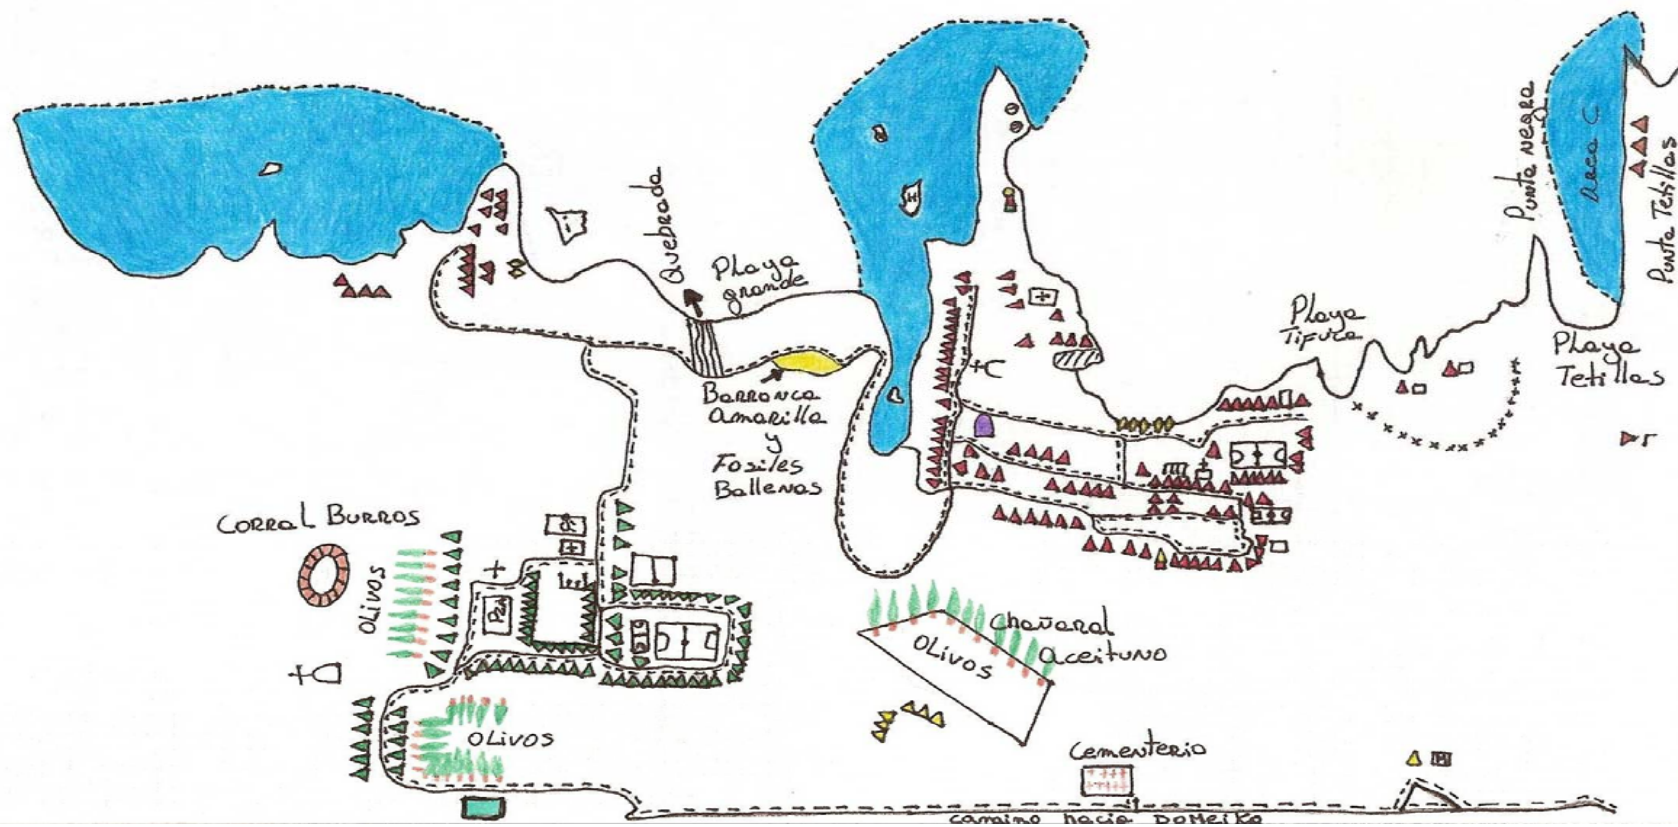 Quebrada
Playa
grande
Barranca
Amarilla
y
Fosiles
Ballenas
Corral Burros
Olivos
Olivos
Chañaral
Aceituno
Olivos
Cementerio
camino hacia Domeiko
+C
H
Playa
Tifuza
Punta Negra
Area C
Punta Tetillas
Playa
Tetillas